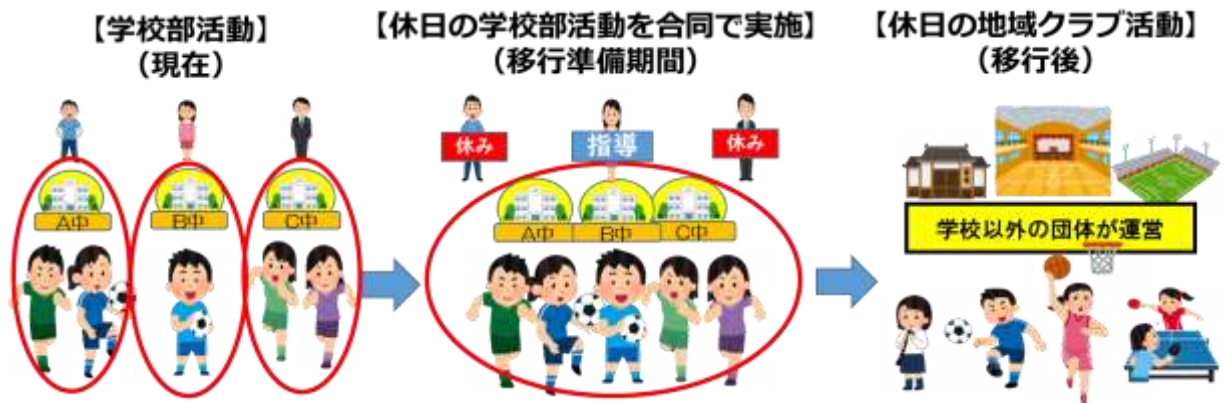 【学校部活動】
（現在）
A中
B中
C中
【休日の学校部活動を合同で実施】
（移行準備期間）
休み
指導
休み
A中
B中
C中
【休日の地域クラブ活動】
（移行後）
学校以外の団体が運営